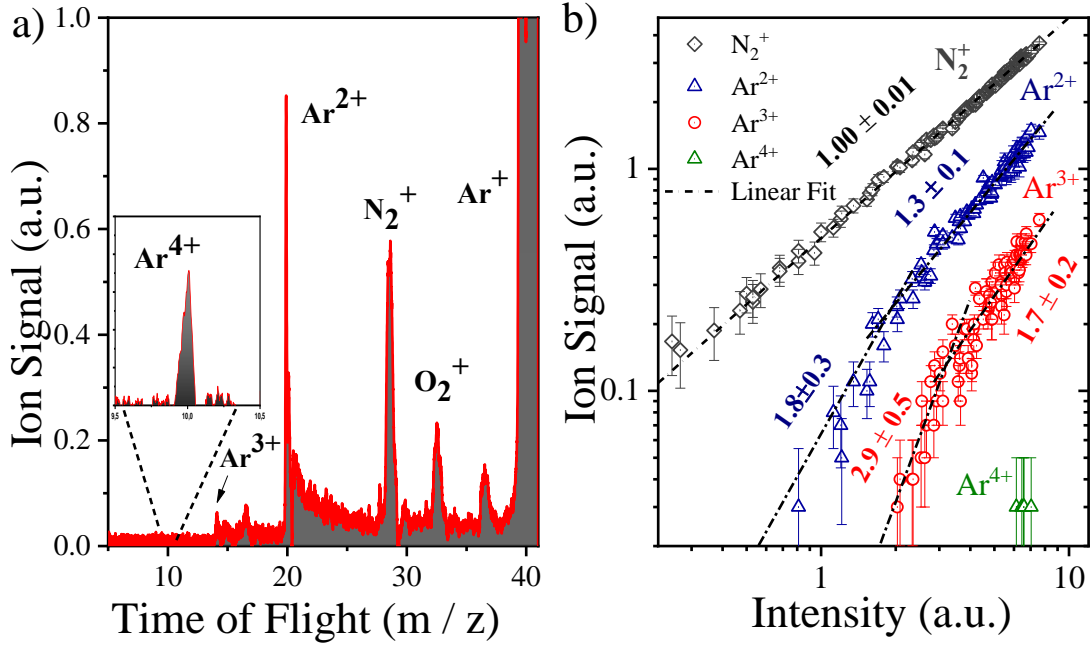 a)
Ion Signal (a.u.)
1.0
0.8
0.6
0.4
0.2
0.0
10
20
30
40
Time of Flight (m / z)
Ar²⁺
N₂⁺
Ar⁺
O₂⁺
Ar³⁺
Ar⁴⁺
9.5
10.0
10.5
b)
Ion Signal (a.u.)
1
0.1
1
10
Intensity (a.u.)
N₂⁺
Ar²⁺
Ar³⁺
Ar⁴⁺
Linear Fit
N₂⁺
Ar²⁺
Ar³⁺
Ar⁴⁺
1.00 ± 0.01
1.3 ± 0.1
1.8±0.3
2.9 ± 0.5
1.7 ± 0.2